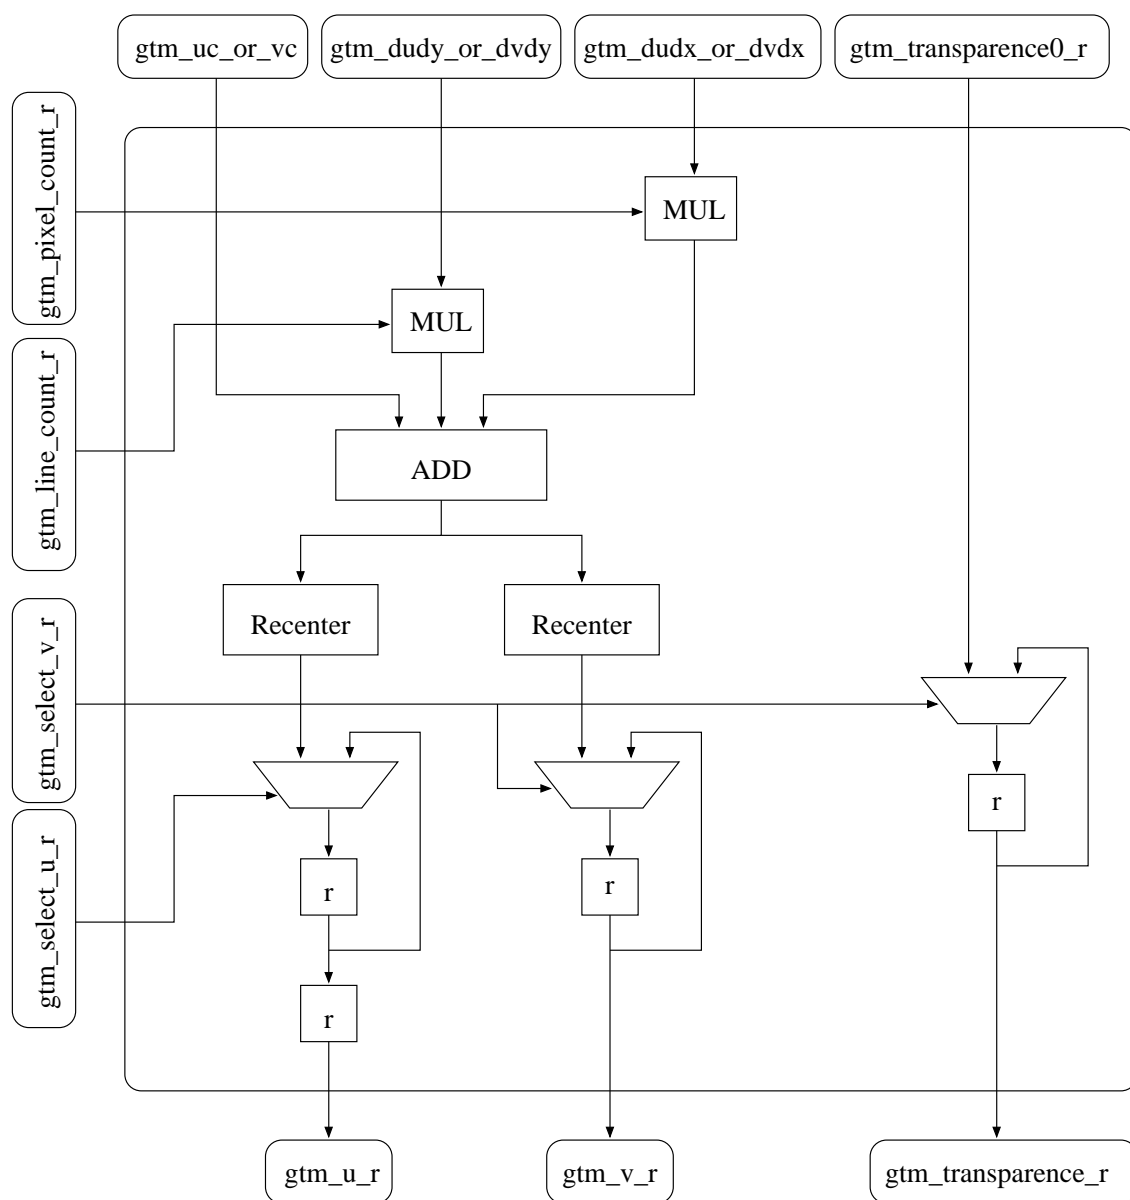 gtm_uc_or_vc
gtm_dudy_or_dvdy
gtm_dudx_or_dvdx
gtm_transparence0_r
gtm_pixel_count_r
MUL
MUL
gtm_line_count_r
ADD
gtm_select_v_r
Recenter
Recenter
r
gtm_select_u_r
r
r
r
gtm_u_r
gtm_v_r
gtm_transparence_r